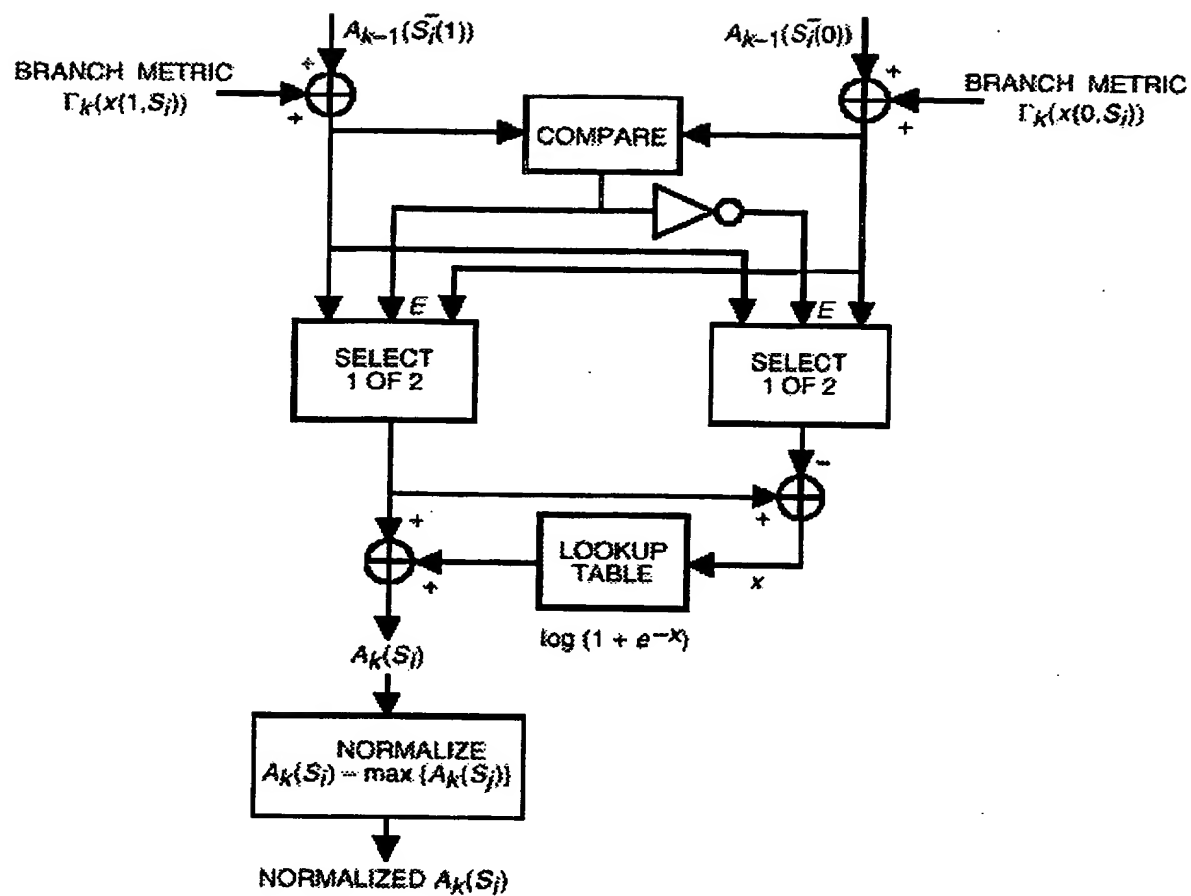 A_{k–1}(S_i^–(1))
A_{k–1}(S_i^–(0))
+
+
BRANCH METRIC
Γ_k(x(1,S_i))
+
+
BRANCH METRIC
Γ_k(x(0,S_i))
COMPARE
E
E
SELECT
1 OF 2
SELECT
1 OF 2
–
+
+
+
LOOKUP
TABLE
x
log (1 + e^{–x})
A_k(S_i)
NORMALIZE
A_k(S_i) – max {A_k(S_j)}
NORMALIZED A_k(S_i)